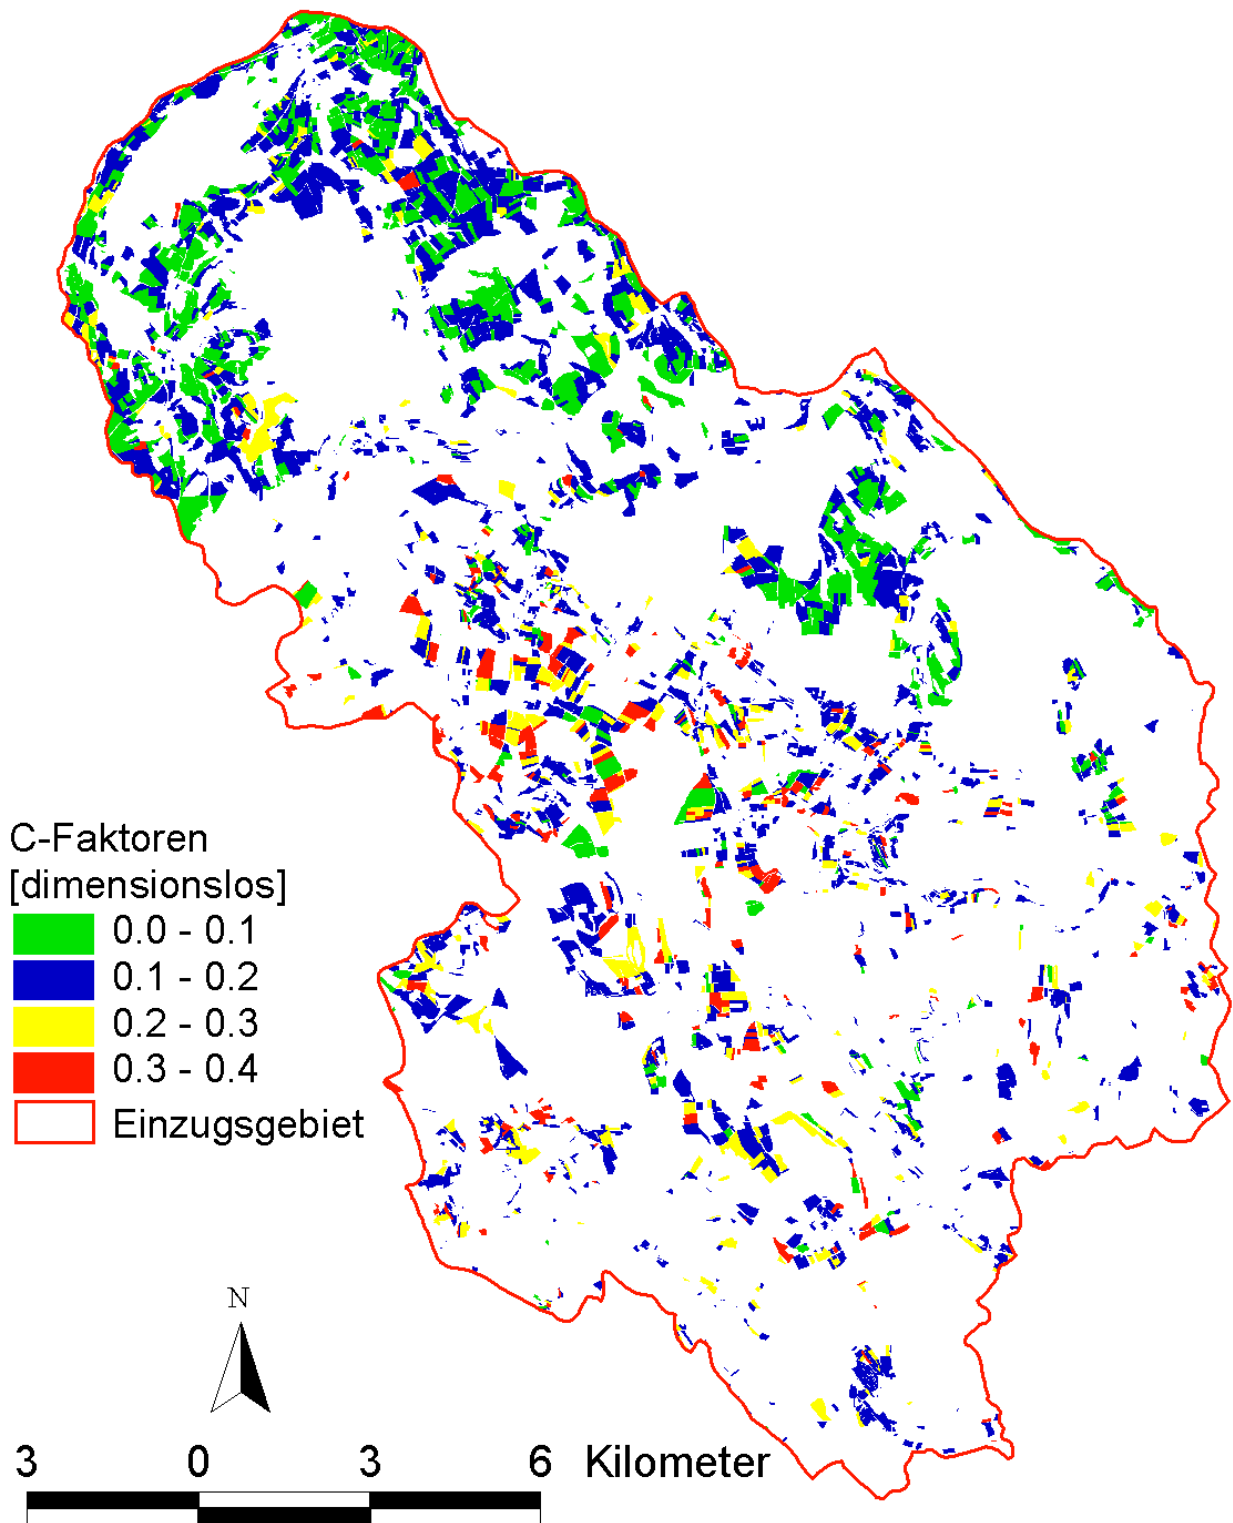 C-Faktoren
[dimensionslos]
0.0 - 0.1
0.1 - 0.2
0.2 - 0.3
0.3 - 0.4
Einzugsgebiet
N
3 0 3 6 Kilometer